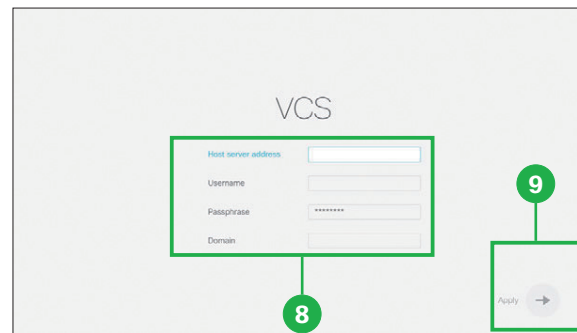 VCS
Host server address
Username
Passphrase
********
Domain
8
9
Apply